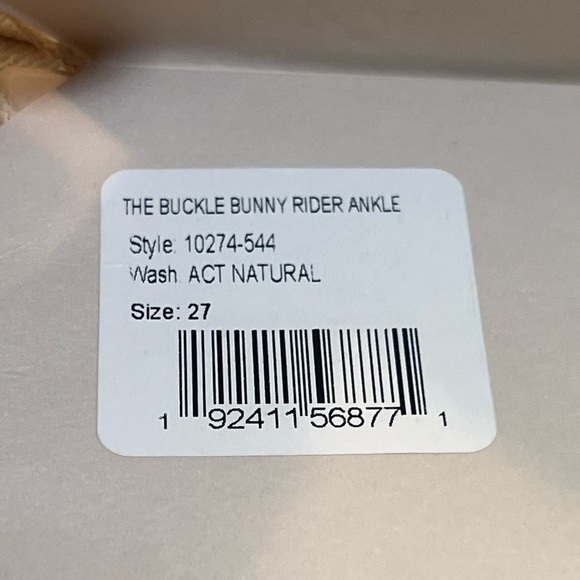 THE BUCKLE BUNNY RIDER ANKLE
Style: 10274-544
Wash: ACT NATURAL
Size: 27
1 92411 56877 1